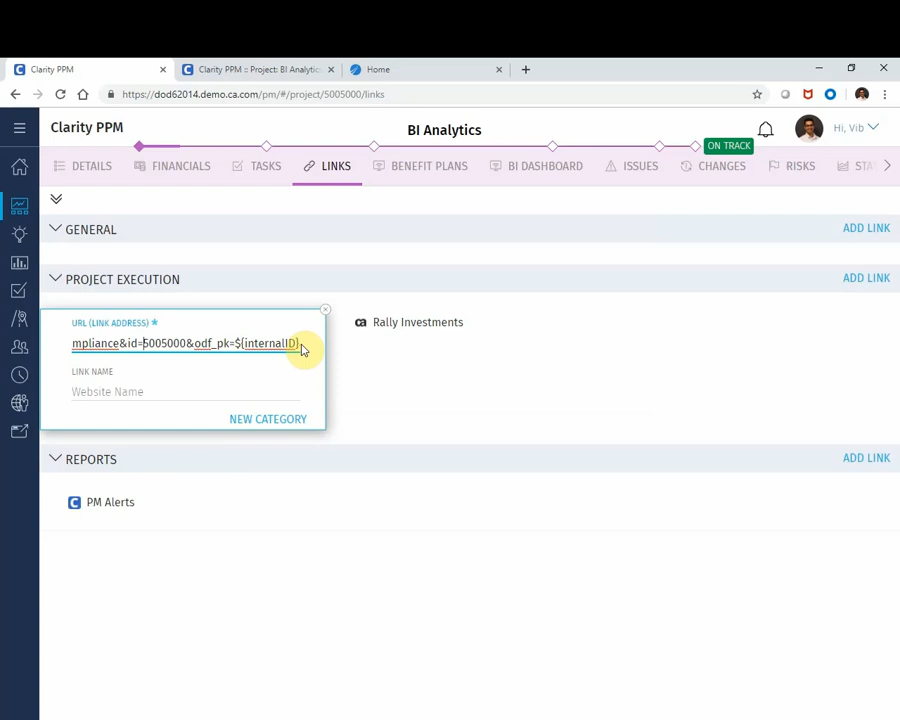 Clarity PPM
Clarity PPM :: Project: BI Analytic
Home
https://dod62014.demo.ca.com/pm/#/project/5005000/links
Clarity PPM
BI Analytics
Hi, Vib
ON TRACK
DETAILS
FINANCIALS
TASKS
LINKS
BENEFIT PLANS
BI DASHBOARD
ISSUES
CHANGES
RISKS
STA
GENERAL
ADD LINK
PROJECT EXECUTION
ADD LINK
URL (LINK ADDRESS) *
mpliance&id=5005000&odf_pk=${internalID}
LINK NAME
Website Name
NEW CATEGORY
ca Rally Investments
REPORTS
ADD LINK
C PM Alerts